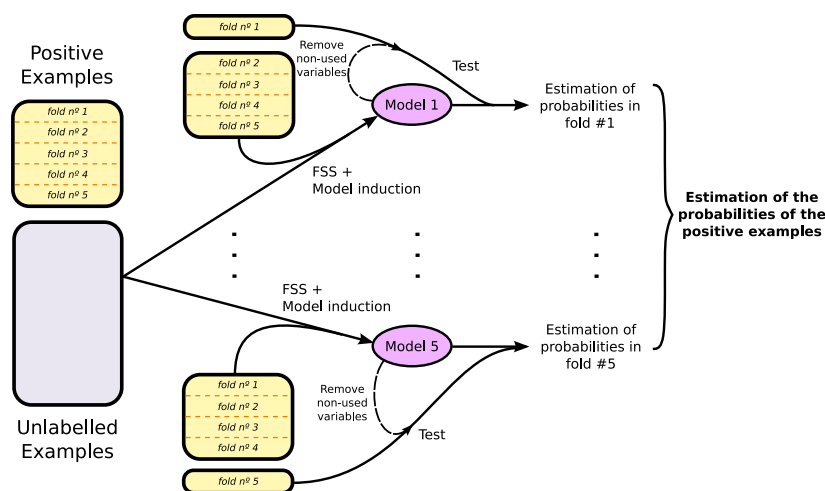 Positive
Examples
fold nº 1
fold nº 2
fold nº 3
fold nº 4
fold nº 5
Unlabelled
Examples
fold nº 1
fold nº 2
fold nº 3
fold nº 4
fold nº 5
Remove
non-used
variables
Test
Model 1
FSS +
Model induction
Estimation of
probabilities in
fold #1
Estimation of the
probabilities of the
positive examples
FSS +
Model induction
Model 5
Estimation of
probabilities in
fold #5
fold nº 1
fold nº 2
fold nº 3
fold nº 4
fold nº 5
Remove
non-used
variables
Test